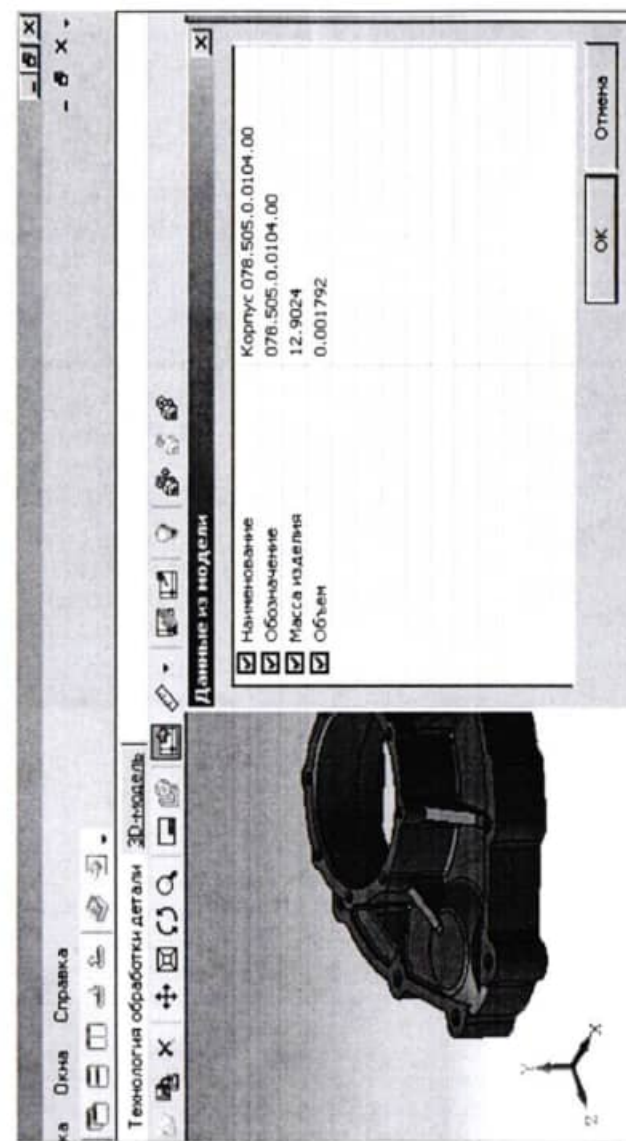 ка Окна Справка
Технология обработки детали 3D-модель
Данные из модели
Наименование Корпус 078.505.0.0104.00
Обозначение 078.505.0.0104.00
Масса изделия 12.9024
Объем 0.001792
OK Отмена
Y
X
Z